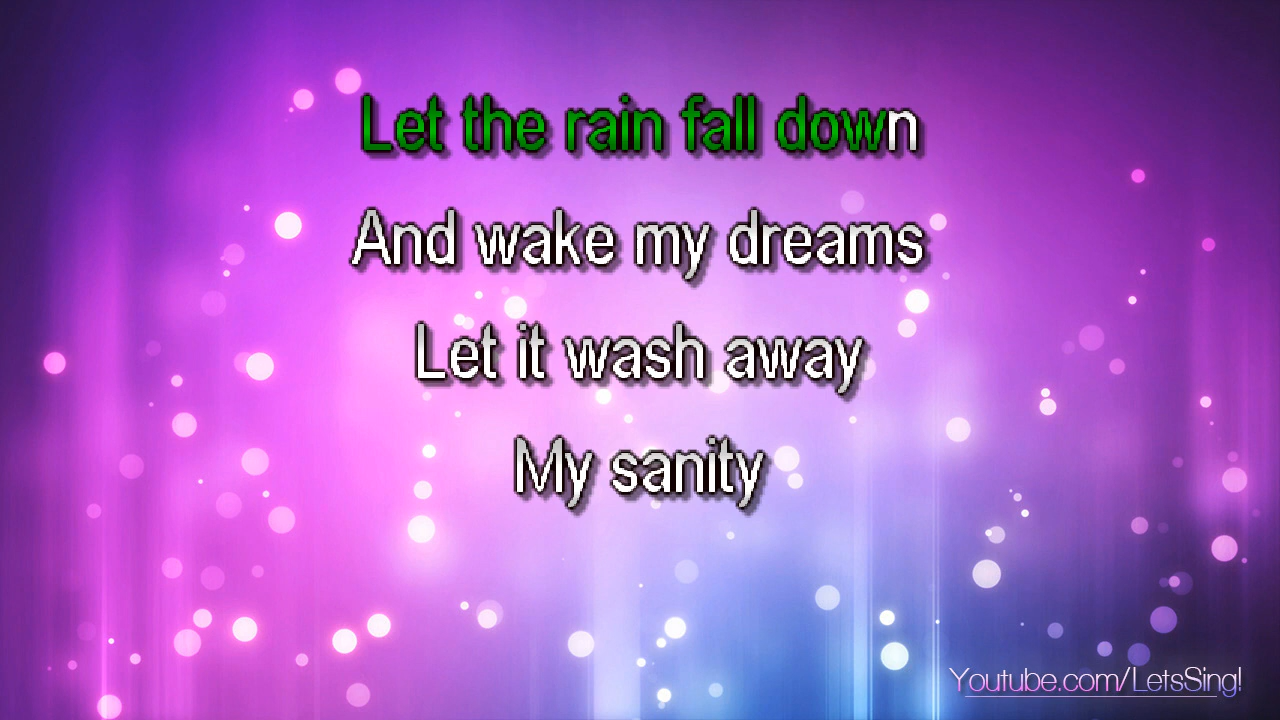 Let the rain fall down
And wake my dreams
Let it wash away
My sanity
Youtube.com/LetsSing!